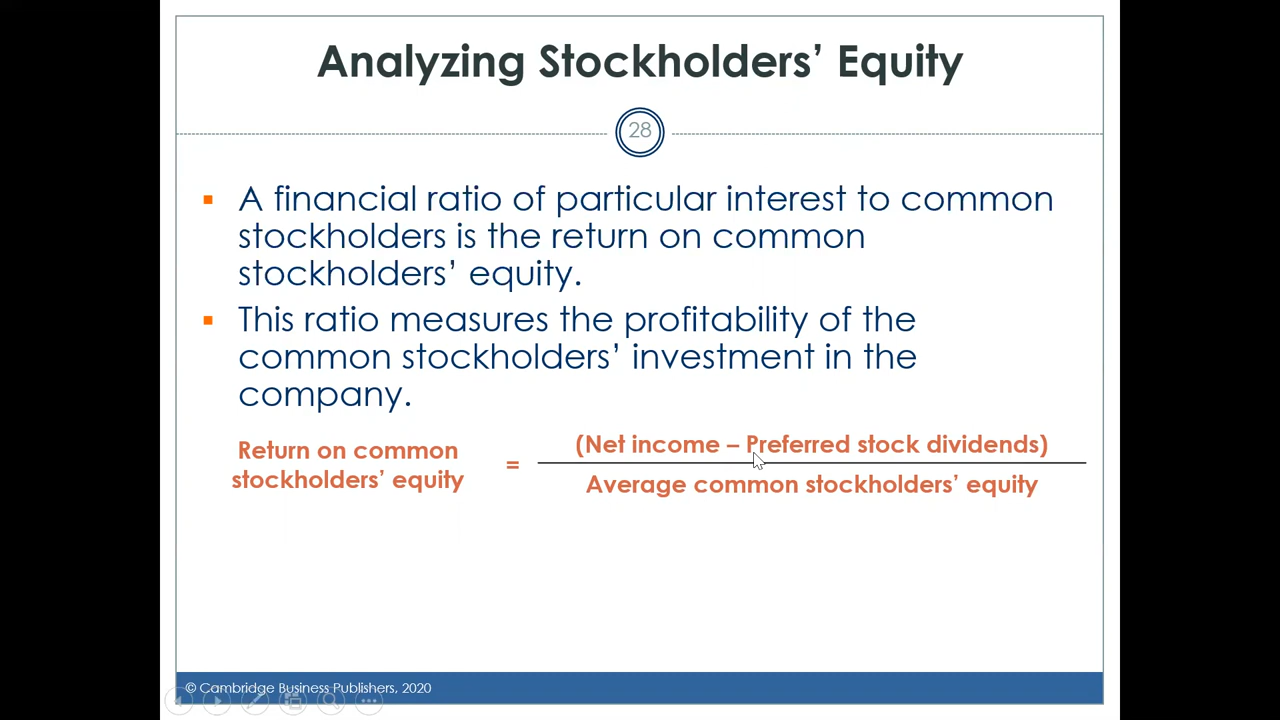 Analyzing Stockholders’ Equity
28
▪ A financial ratio of particular interest to common
stockholders is the return on common
stockholders’ equity.
▪ This ratio measures the profitability of the
common stockholders’ investment in the
company.
Return on common
stockholders’ equity
=
(Net income – Preferred stock dividends)
Average common stockholders’ equity
© Cambridge Business Publishers, 2020